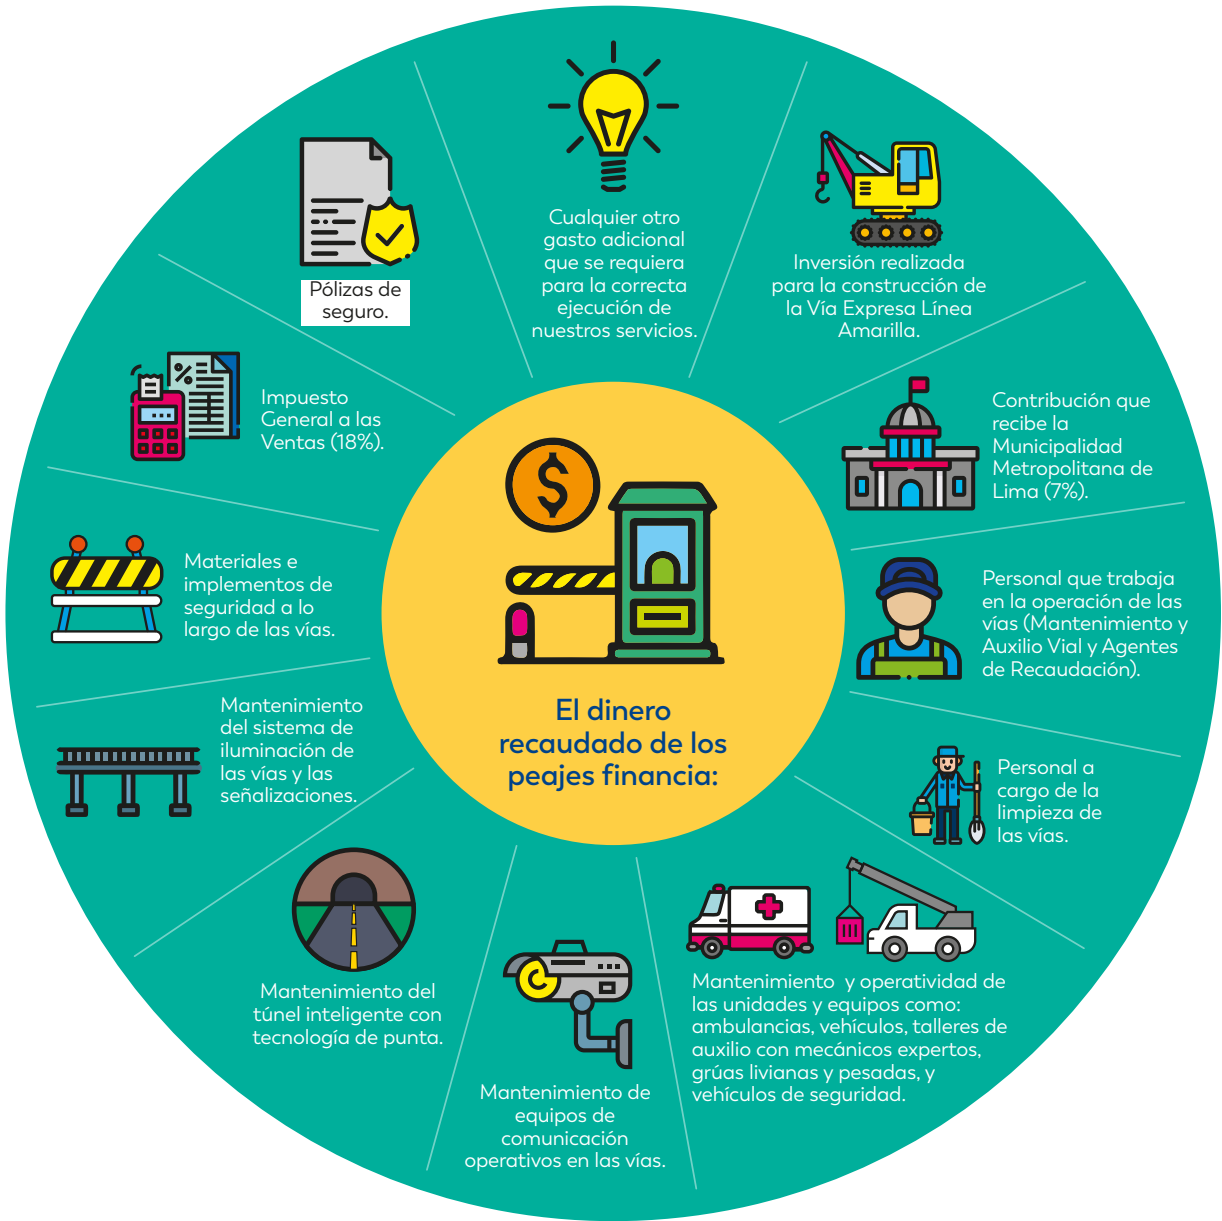 Cualquier otro
gasto adicional
que se requiera
para la correcta
ejecución de
nuestros servicios.
Inversión realizada
para la construcción de
la Vía Expresa Línea
Amarilla.
Contribución que
recibe la
Municipalidad
Metropolitana de
Lima (7%).
Personal que trabaja
en la operación de las
vías (Mantenimiento y
Auxilio Vial y Agentes
de Recaudación).
Personal a
cargo de la
limpieza de
las vías.
Mantenimiento y operatividad de
las unidades y equipos como:
ambulancias, vehículos, talleres de
auxilio con mecánicos expertos,
grúas livianas y pesadas, y
vehículos de seguridad.
Mantenimiento de
equipos de
comunicación
operativos en las vías.
Mantenimiento del
túnel inteligente con
tecnología de punta.
Mantenimiento
del sistema de
iluminación de
las vías y las
señalizaciones.
Materiales e
implementos de
seguridad a lo
largo de las vías.
Impuesto
General a las
Ventas (18%).
Pólizas de
seguro.
El dinero
recaudado de los
peajes financia: